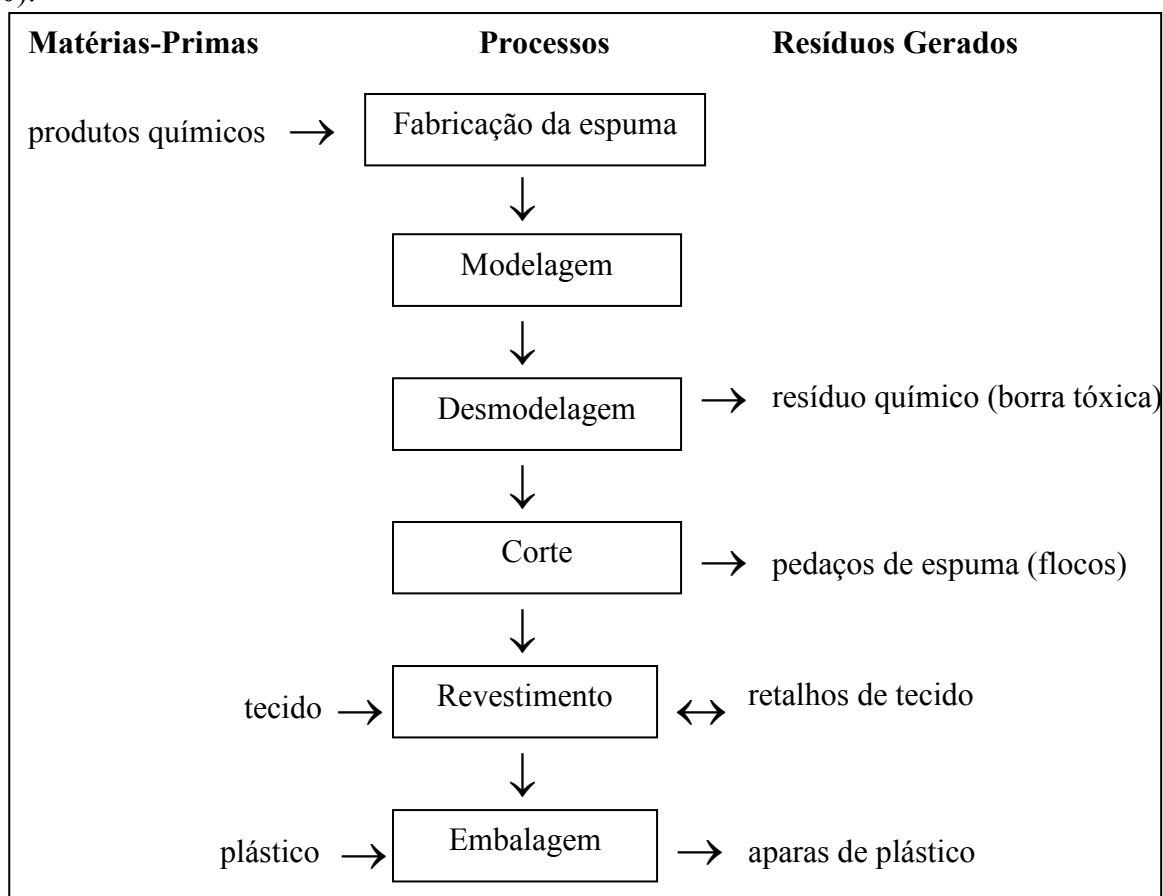 Matérias-Primas Processos Resíduos Gerados
produtos químicos → Fabricação da espuma
↓
Modelagem
↓
Desmodelagem → resíduo químico (borra tóxica)
↓
Corte → pedaços de espuma (flocos)
↓
tecido → Revestimento ↔ retalhos de tecido
↓
plástico → Embalagem → aparas de plástico